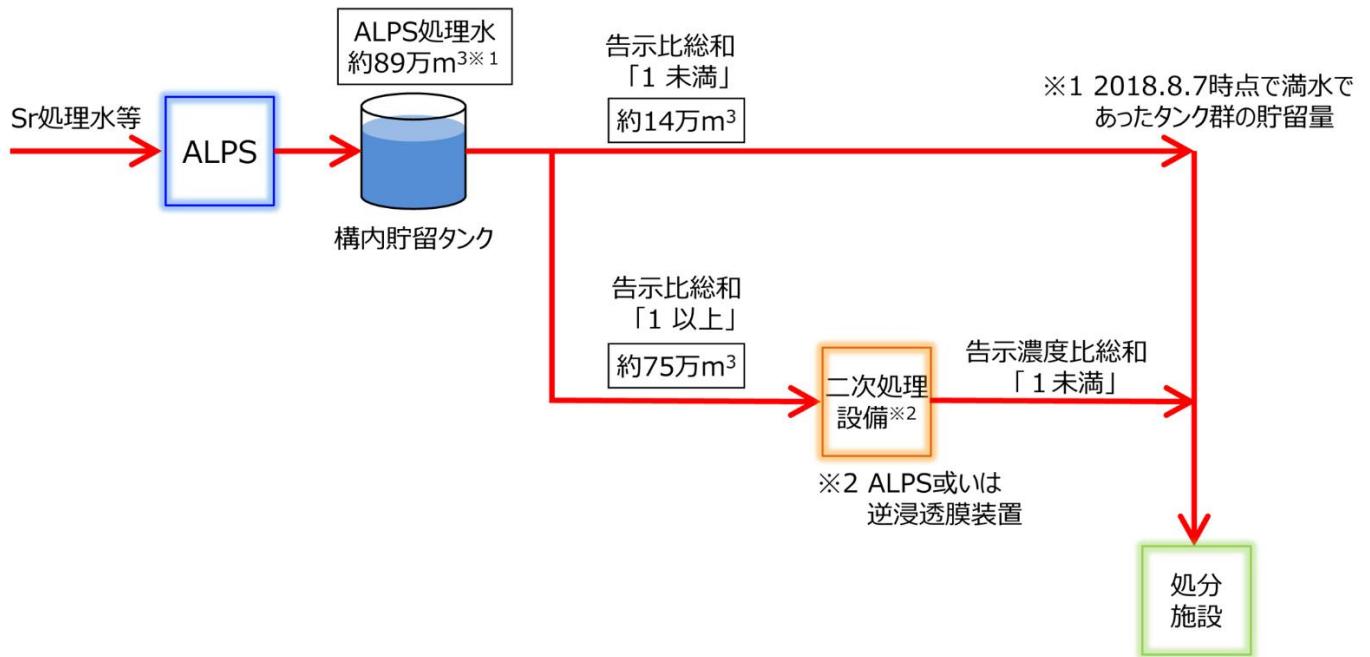 ALPS処理水
約89万m³※1
告示比総和
「1 未満」
約14万m³
※1 2018.8.7時点で満水で
あったタンク群の貯留量
Sr処理水等
ALPS
構内貯留タンク
告示比総和
「1 以上」
約75万m³
二次処理
設備※2
告示濃度比総和
「1未満」
※2 ALPS或いは
逆浸透膜装置
処分
施設